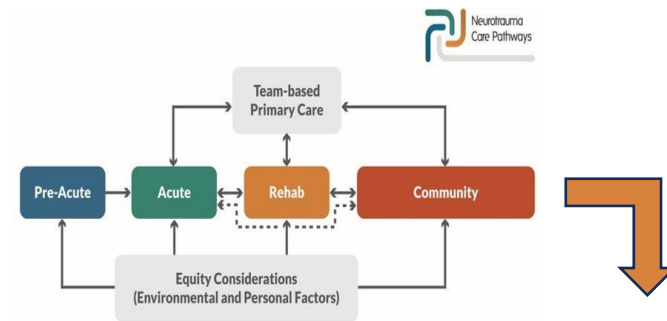 Neurotrauma
Care Pathways
Team-based
Primary Care
Pre-Acute
Acute
Rehab
Community
Equity Considerations
(Environmental and Personal Factors)